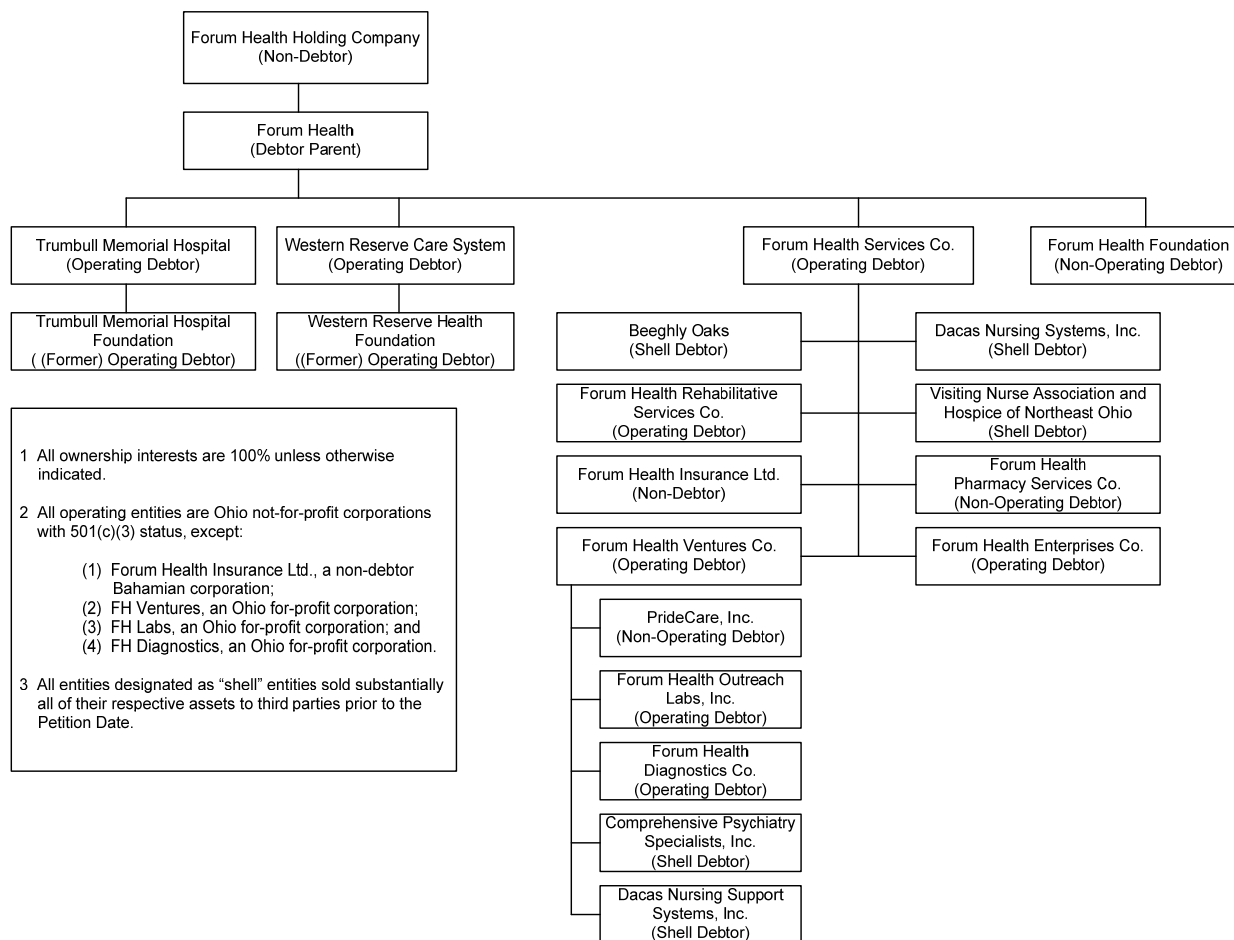 Forum Health Holding Company
(Non-Debtor)
Forum Health
(Debtor Parent)
Trumbull Memorial Hospital
(Operating Debtor)
Western Reserve Care System
(Operating Debtor)
Forum Health Services Co.
(Operating Debtor)
Forum Health Foundation
(Non-Operating Debtor)
Trumbull Memorial Hospital
Foundation
( (Former) Operating Debtor)
Western Reserve Health
Foundation
((Former) Operating Debtor)
Beeghly Oaks
(Shell Debtor)
Dacas Nursing Systems, Inc.
(Shell Debtor)
Forum Health Rehabilitative
Services Co.
(Operating Debtor)
Visiting Nurse Association and
Hospice of Northeast Ohio
(Shell Debtor)
Forum Health Insurance Ltd.
(Non-Debtor)
Forum Health
Pharmacy Services Co.
(Non-Operating Debtor)
Forum Health Ventures Co.
(Operating Debtor)
Forum Health Enterprises Co.
(Operating Debtor)
PrideCare, Inc.
(Non-Operating Debtor)
Forum Health Outreach
Labs, Inc.
(Operating Debtor)
Forum Health
Diagnostics Co.
(Operating Debtor)
Comprehensive Psychiatry
Specialists, Inc.
(Shell Debtor)
Dacas Nursing Support
Systems, Inc.
(Shell Debtor)
1 All ownership interests are 100% unless otherwise
indicated.
2 All operating entities are Ohio not-for-profit corporations
with 501(c)(3) status, except:
(1) Forum Health Insurance Ltd., a non-debtor
Bahamian corporation;
(2) FH Ventures, an Ohio for-profit corporation;
(3) FH Labs, an Ohio for-profit corporation; and
(4) FH Diagnostics, an Ohio for-profit corporation.
3 All entities designated as “shell” entities sold substantially
all of their respective assets to third parties prior to the
Petition Date.